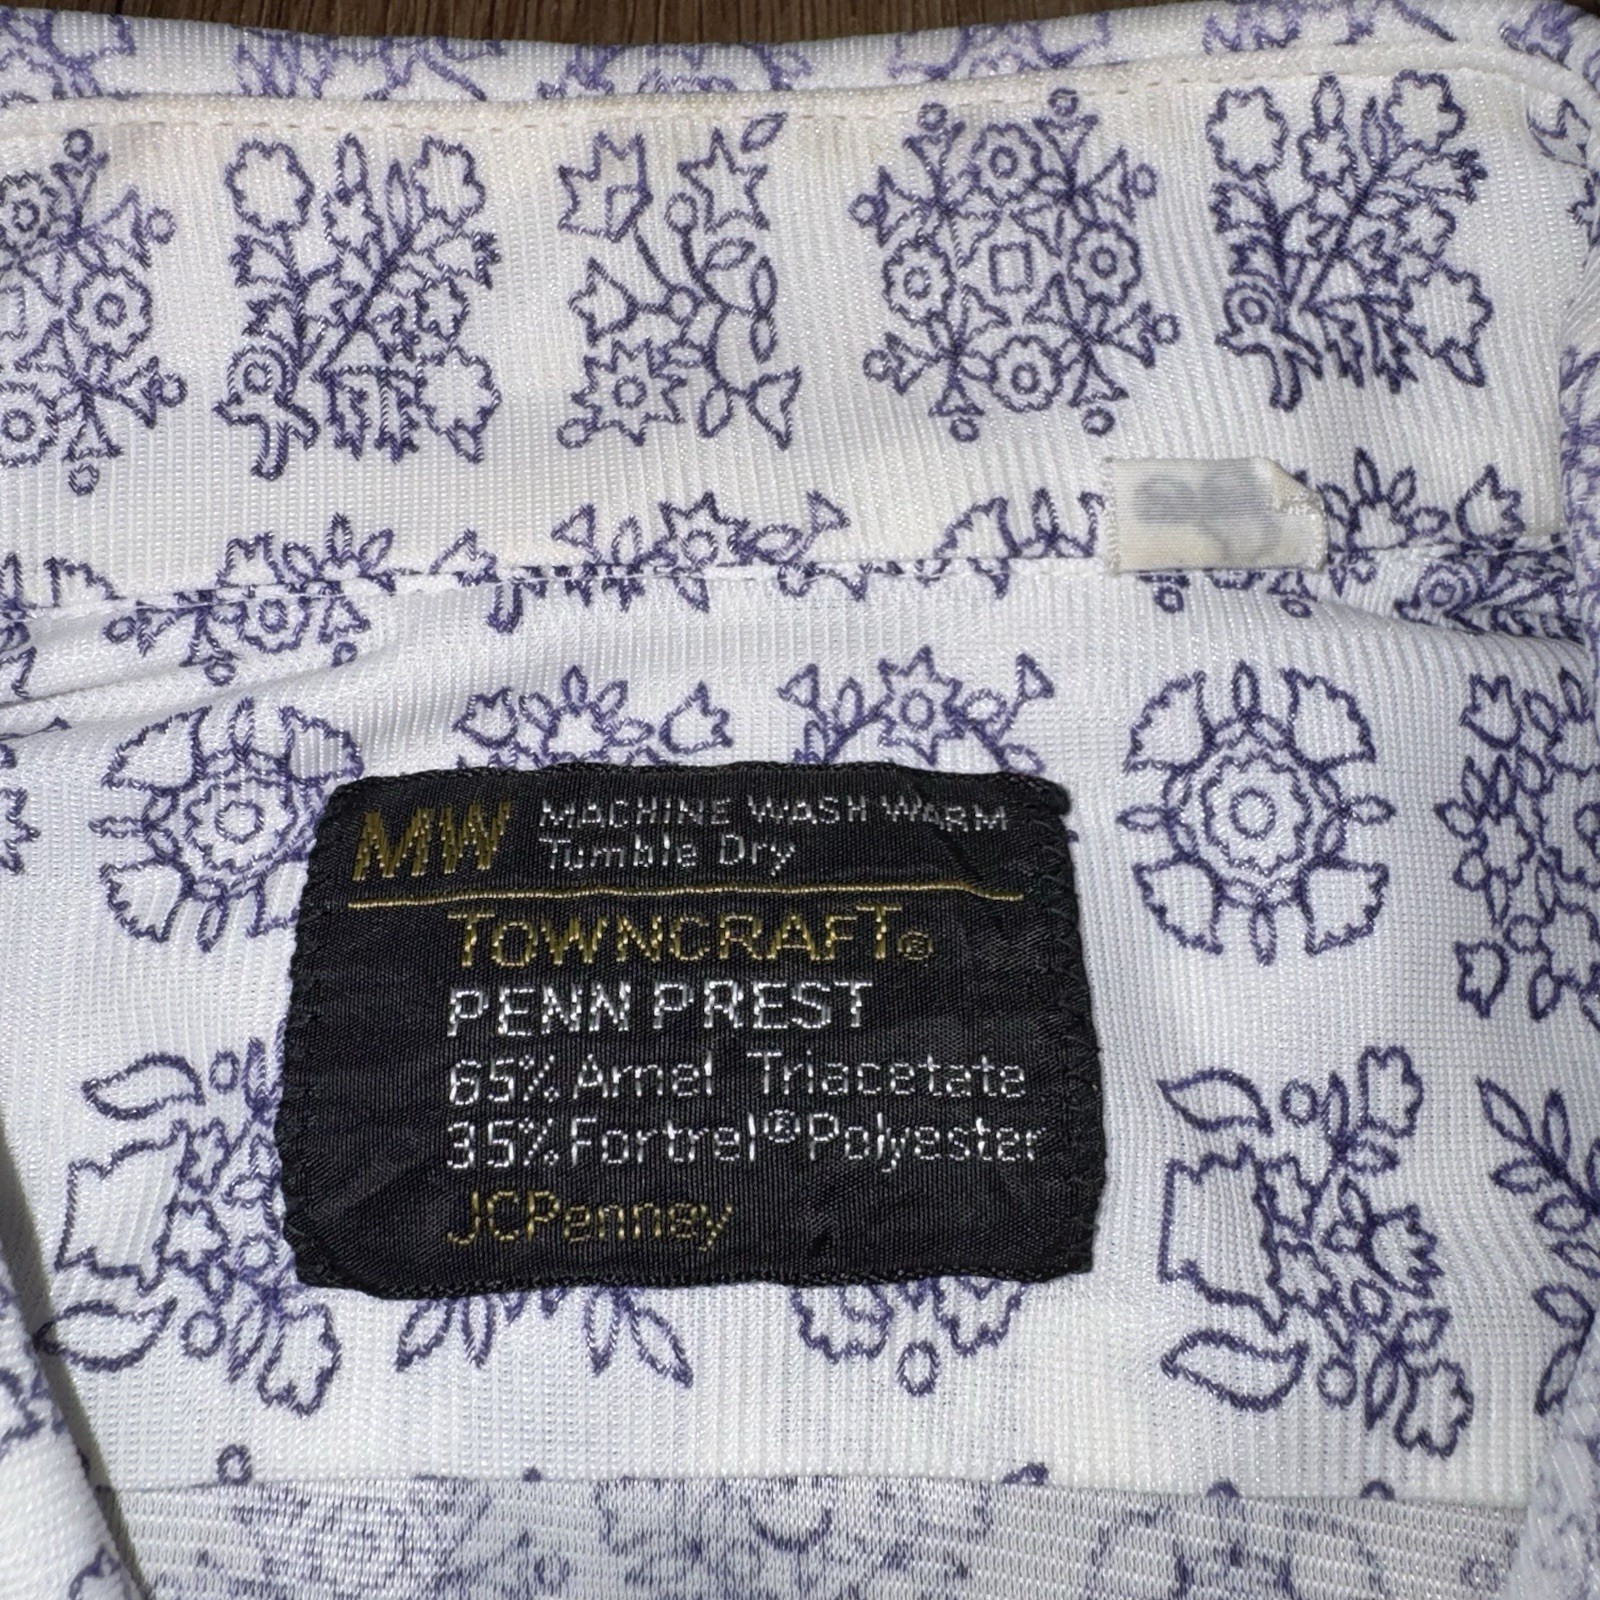 MW MACHINE WASH WARM
Tumble Dry
TOWNCRAFT®
PENN PREST
65% Arnel Triacetate
35% Fortrel® Polyester
JCPenney